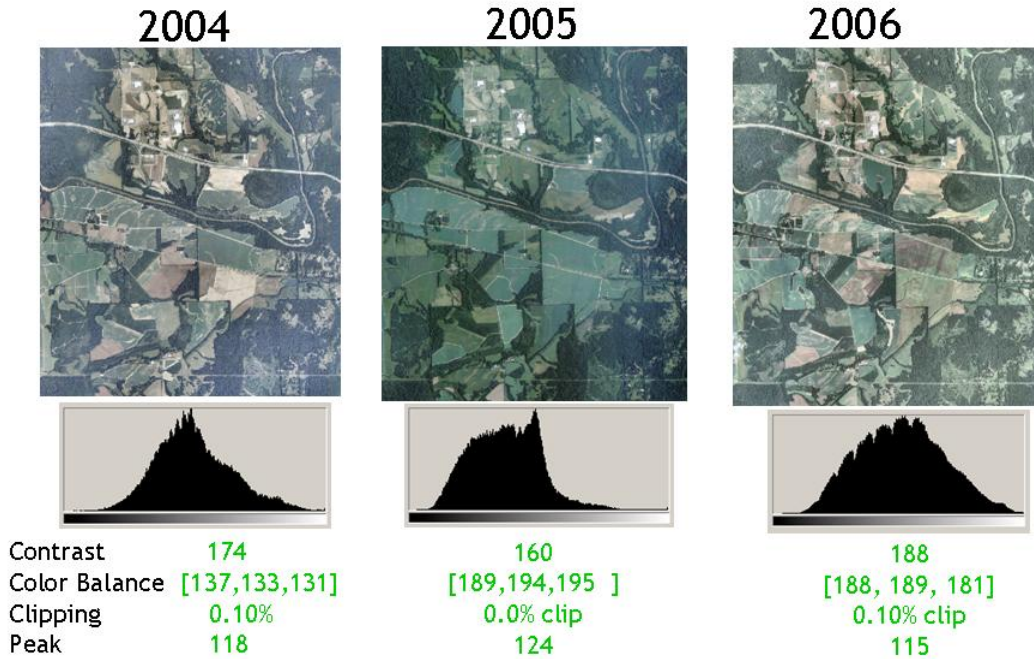 2004 2005 2006
Contrast 174 160 188
Color Balance [137,133,131] [189,194,195 ] [188, 189, 181]
Clipping 0.10% 0.0% clip 0.10% clip
Peak 118 124 115